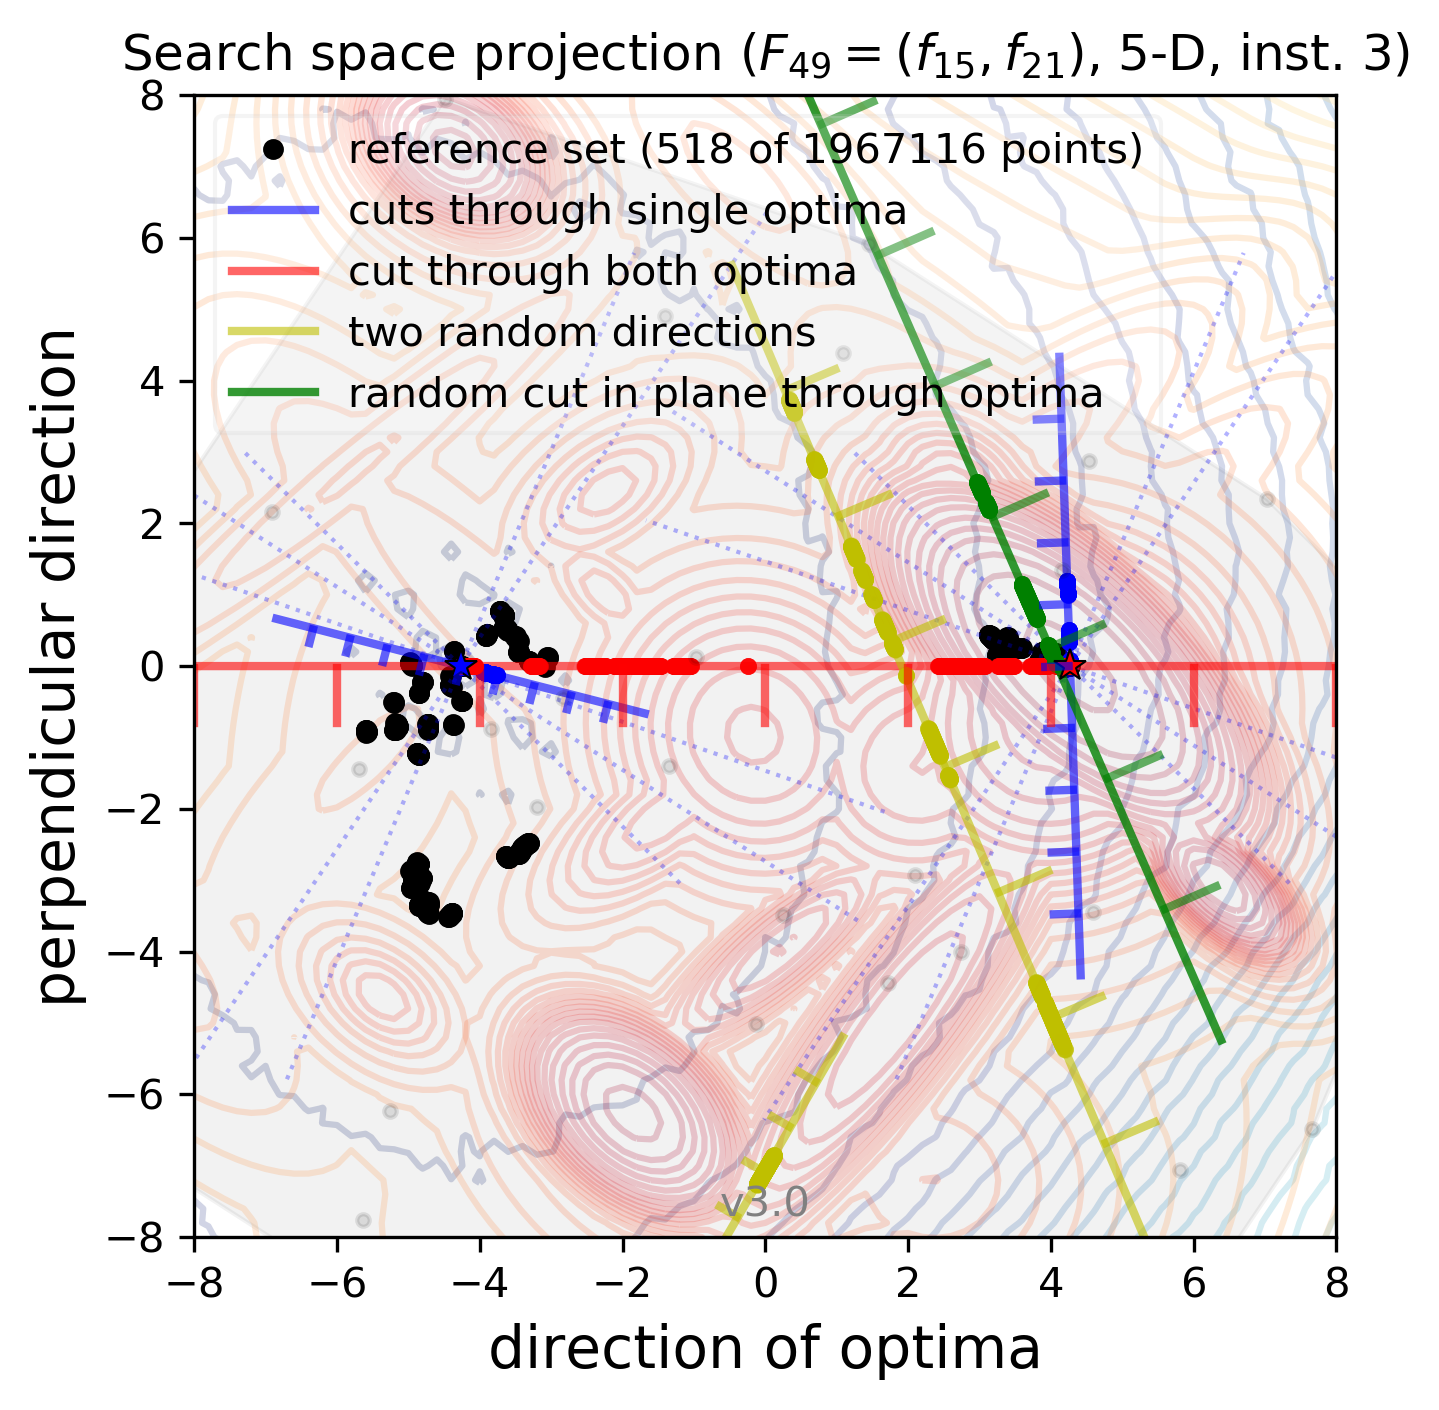 Search space projection (F₄₉ = (f₁₅, f₂₁), 5-D, inst. 3)
reference set (518 of 1967116 points)
cuts through single optima
cut through both optima
two random directions
random cut in plane through optima
perpendicular direction
8
6
4
2
0
−2
−4
−6
−8
v3.0
−8 −6 −4 −2 0 2 4 6 8
direction of optima